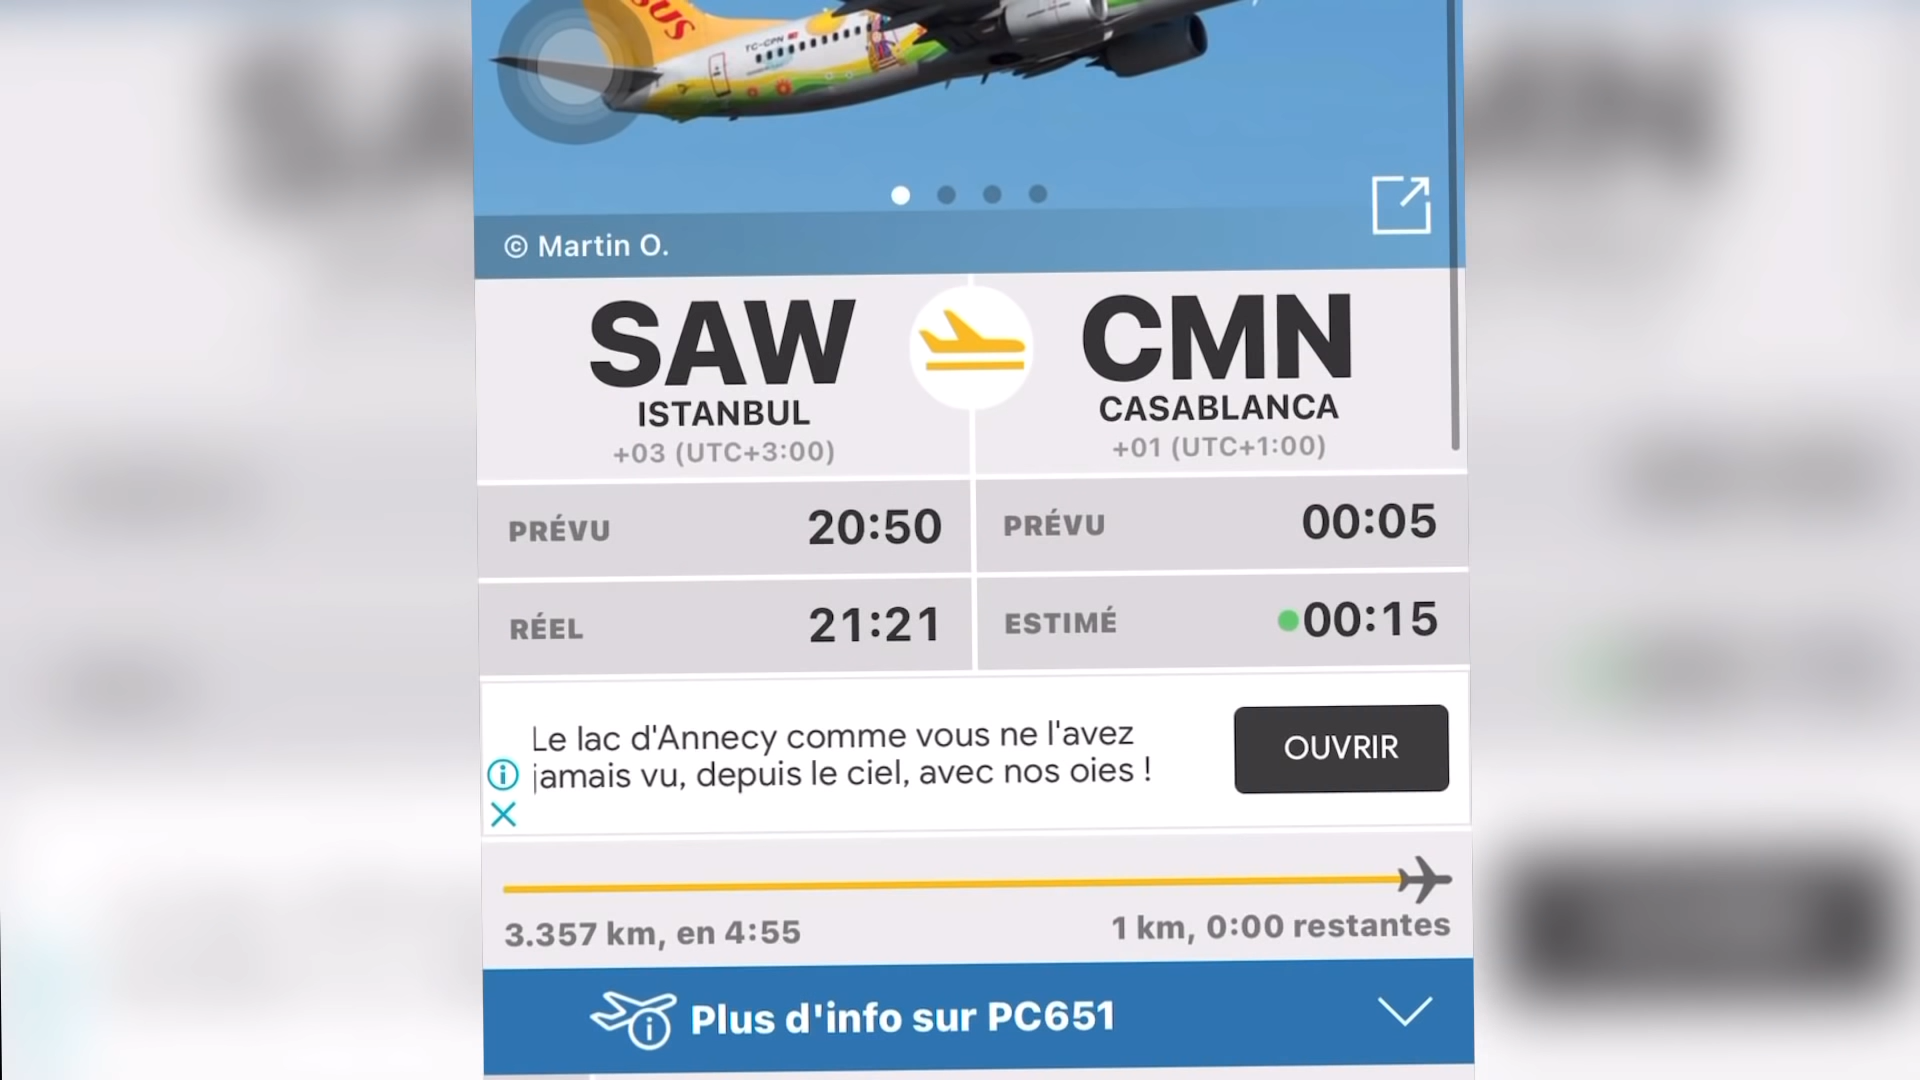 TC-CPN
© Martin O.
SAW
ISTANBUL
+03 (UTC+3:00)
CMN
CASABLANCA
+01 (UTC+1:00)
PRÉVU 20:50
PRÉVU 00:05
RÉEL 21:21
ESTIMÉ 00:15
Le lac d'Annecy comme vous ne l'avez
jamais vu, depuis le ciel, avec nos oies !
OUVRIR
3.357 km, en 4:55
1 km, 0:00 restantes
Plus d'info sur PC651